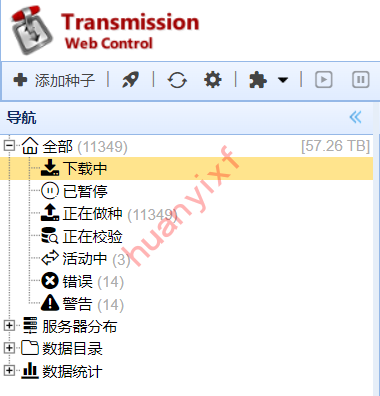 Transmission
Web Control
添加种子
导航
全部 (11349) [57.26 TB]
下载中
已暂停
正在做种 (11349)
正在校验
活动中 (3)
错误 (14)
警告 (14)
服务器分布
数据目录
数据统计
huanyixf